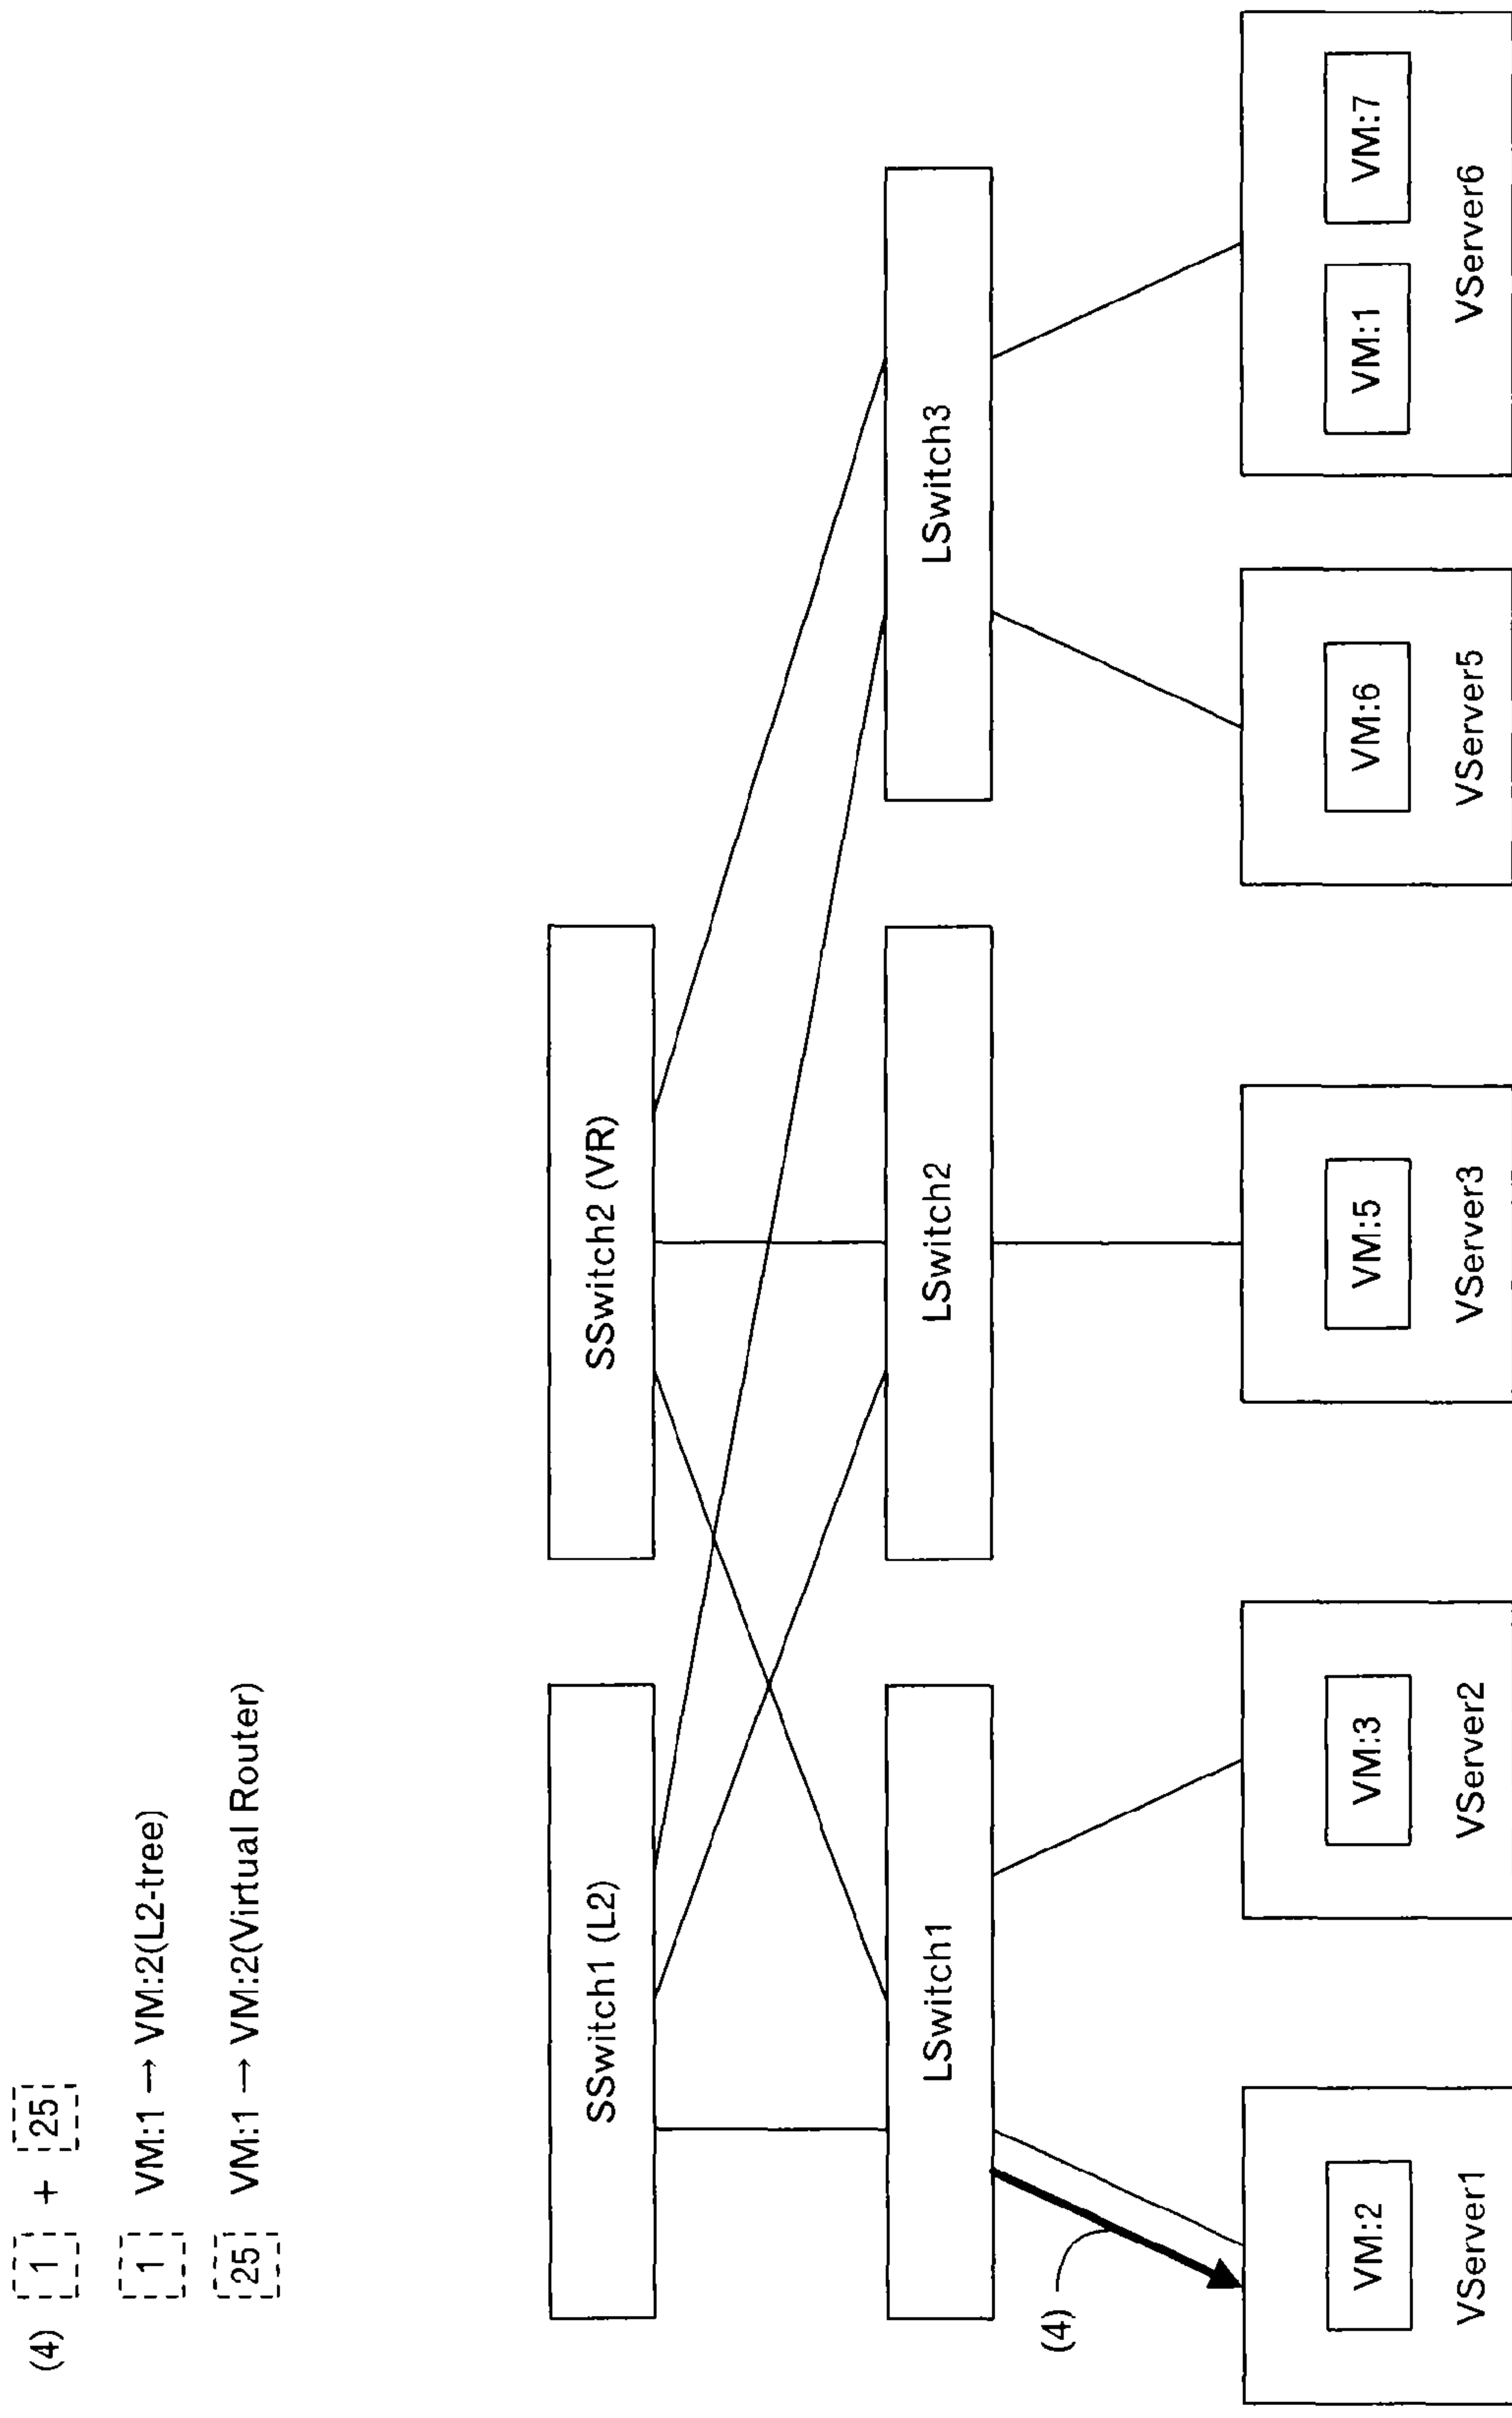 (4) 1 + 25
1 VM:1 → VM:2(L2-tree)
25 VM:1 → VM:2(Virtual Router)
SSwitch1 (L2)
SSwitch2 (VR)
LSwitch1
LSwitch2
LSwitch3
(4)
VM:2
VM:3
VM:5
VM:6
VM:1
VM:7
VServer1
VServer2
VServer3
VServer5
VServer6